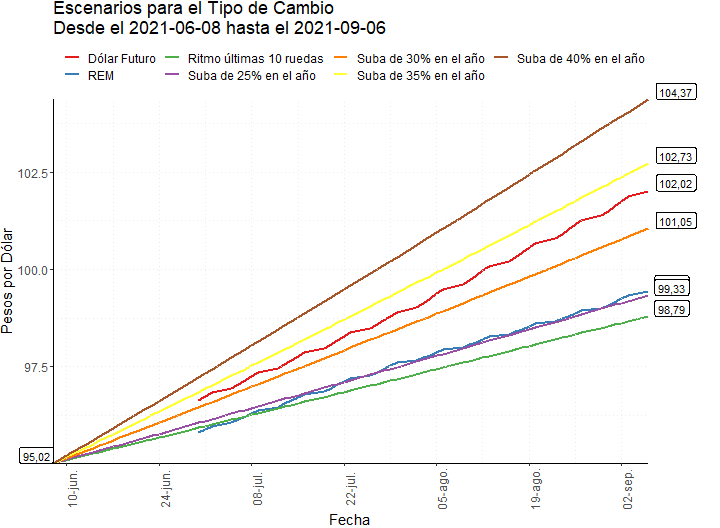 Escenarios para el Tipo de Cambio
Desde el 2021-06-08 hasta el 2021-09-06
Dólar Futuro
Ritmo últimas 10 ruedas
Suba de 30% en el año
Suba de 40% en el año
REM
Suba de 25% en el año
Suba de 35% en el año
104,37
102,73
102,02
101,05
99,33
98,79
95,02
102.5
100.0
97.5
Pesos por Dólar
10-jun.
24-jun.
08-jul.
22-jul.
05-ago.
19-ago.
02-sep.
Fecha